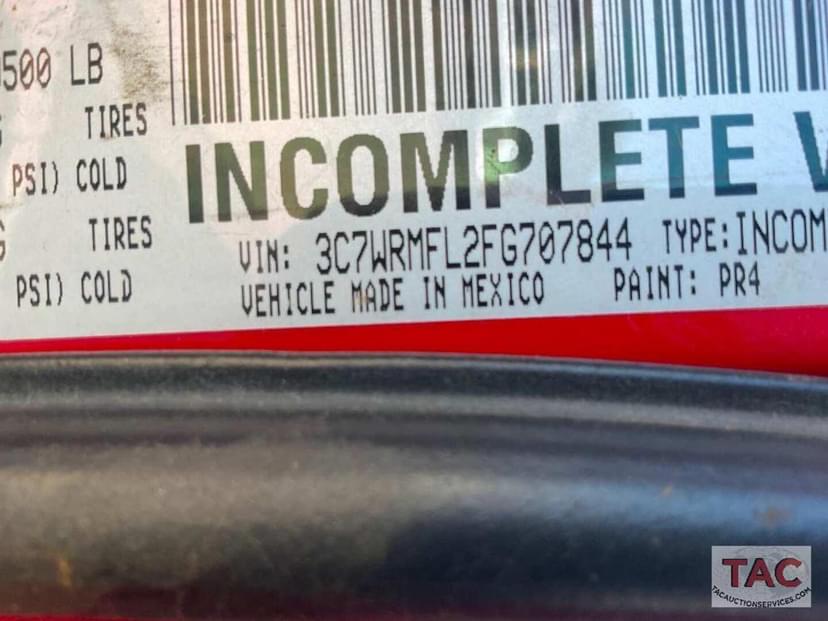 500 LB
TIRES
PSI) COLD
TIRES
PSI) COLD
INCOMPLETE V
VIN: 3C7WRMFL2FG707844 TYPE:INCOM
VEHICLE MADE IN MEXICO PAINT: PR4
TAC
TACAUCTIONSERVICES.COM